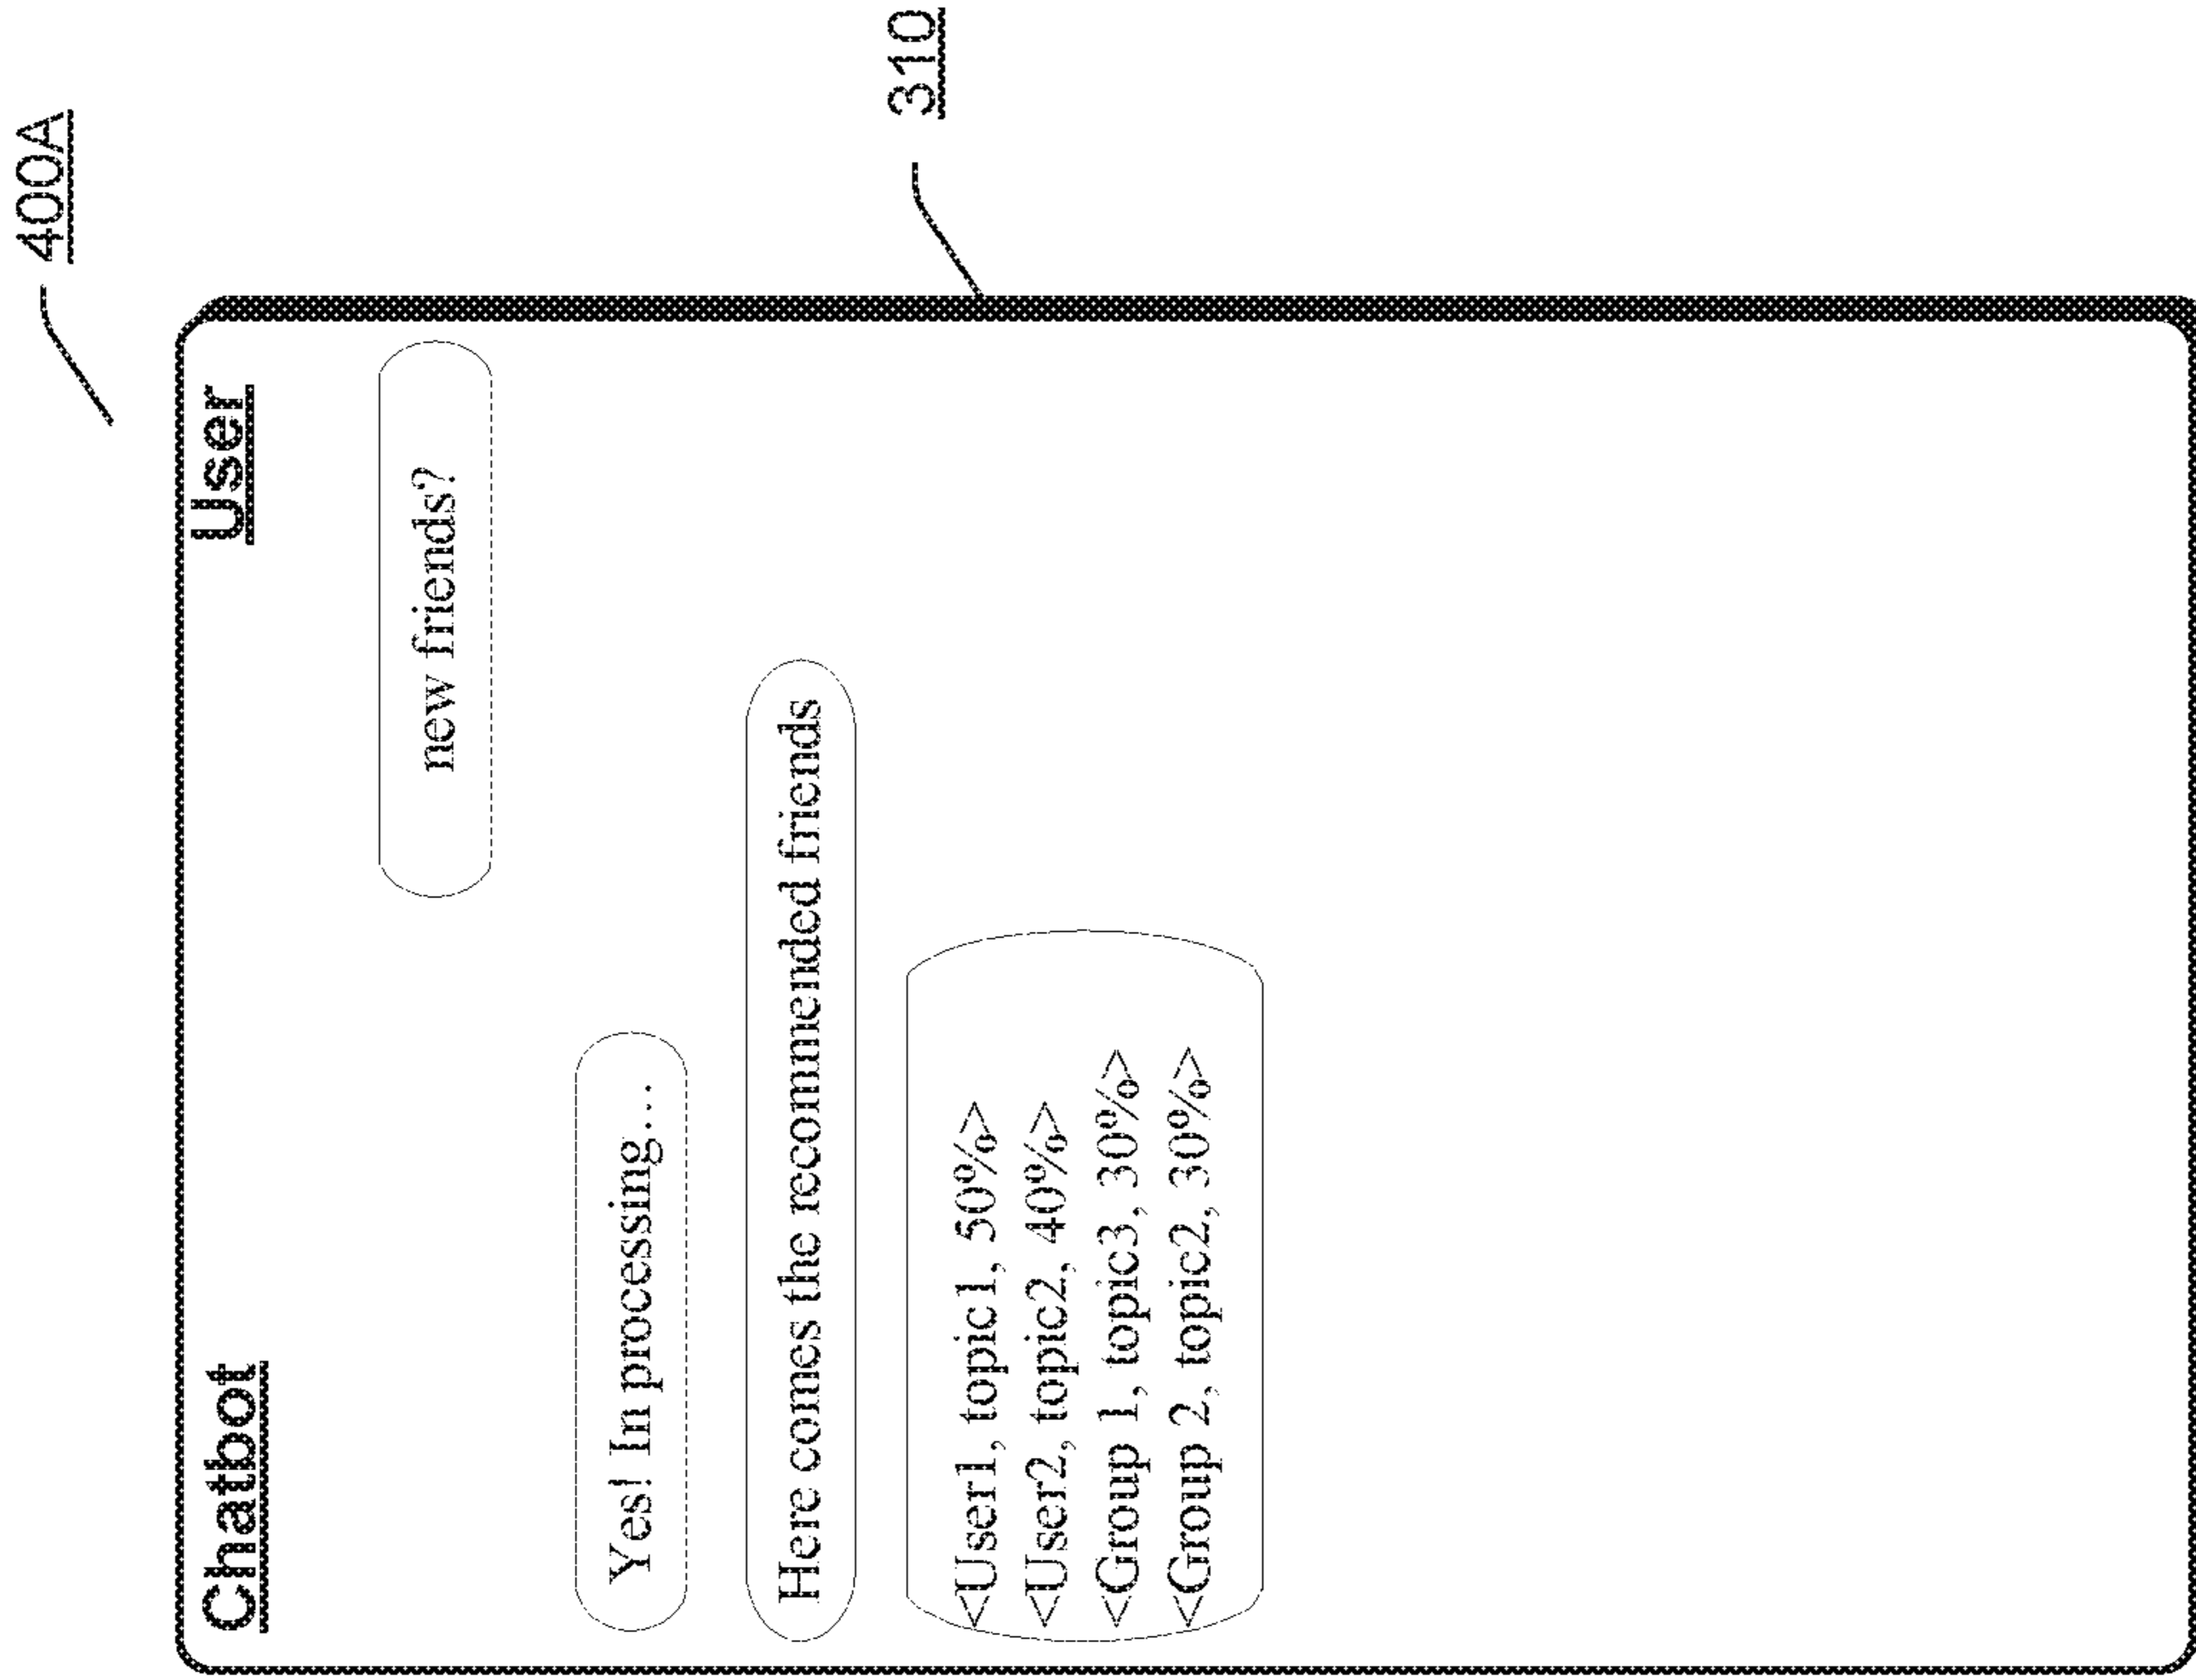 400A
Chatbot
User
310
new friends?
Yes! In processing...
Here comes the recommended friends
<User1, topic1, 50%>
<User2, topic2, 40%>
<Group 1, topic3, 30%>
<Group 2, topic2, 30%>